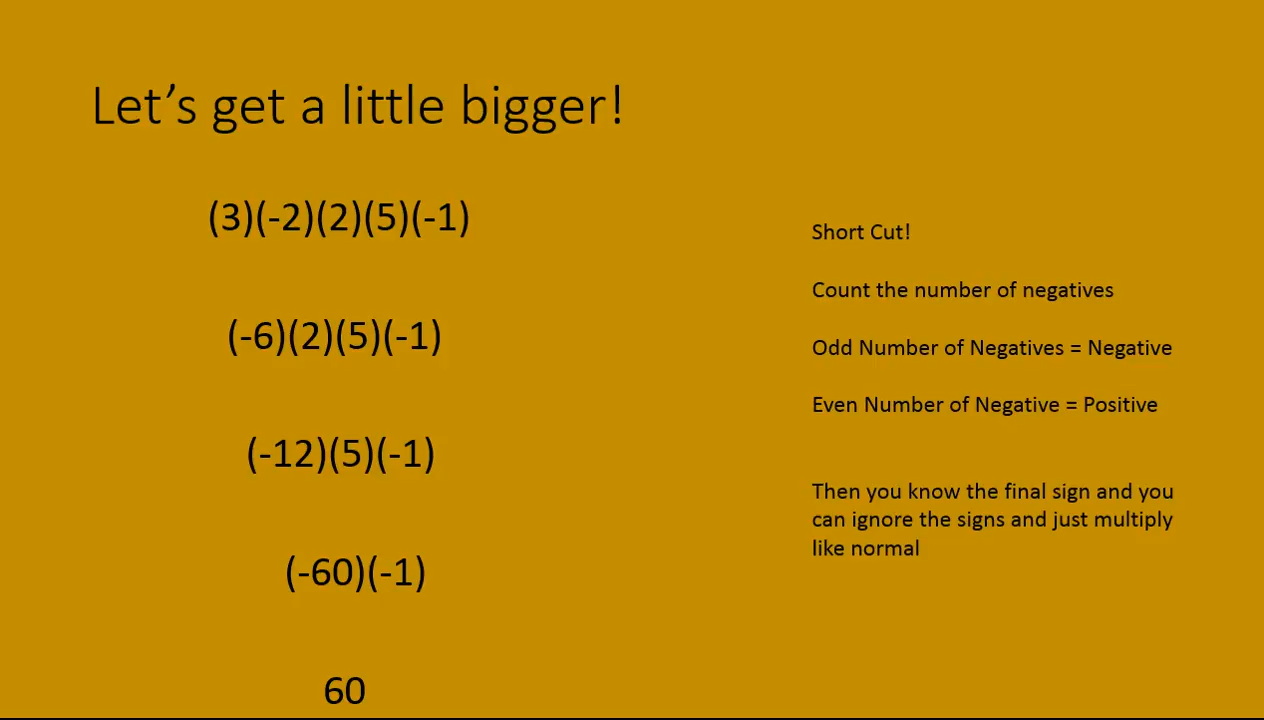 Let’s get a little bigger!
(3)(-2)(2)(5)(-1)
(-6)(2)(5)(-1)
(-12)(5)(-1)
(-60)(-1)
60
Short Cut!
Count the number of negatives
Odd Number of Negatives = Negative
Even Number of Negative = Positive
Then you know the final sign and you
can ignore the signs and just multiply
like normal